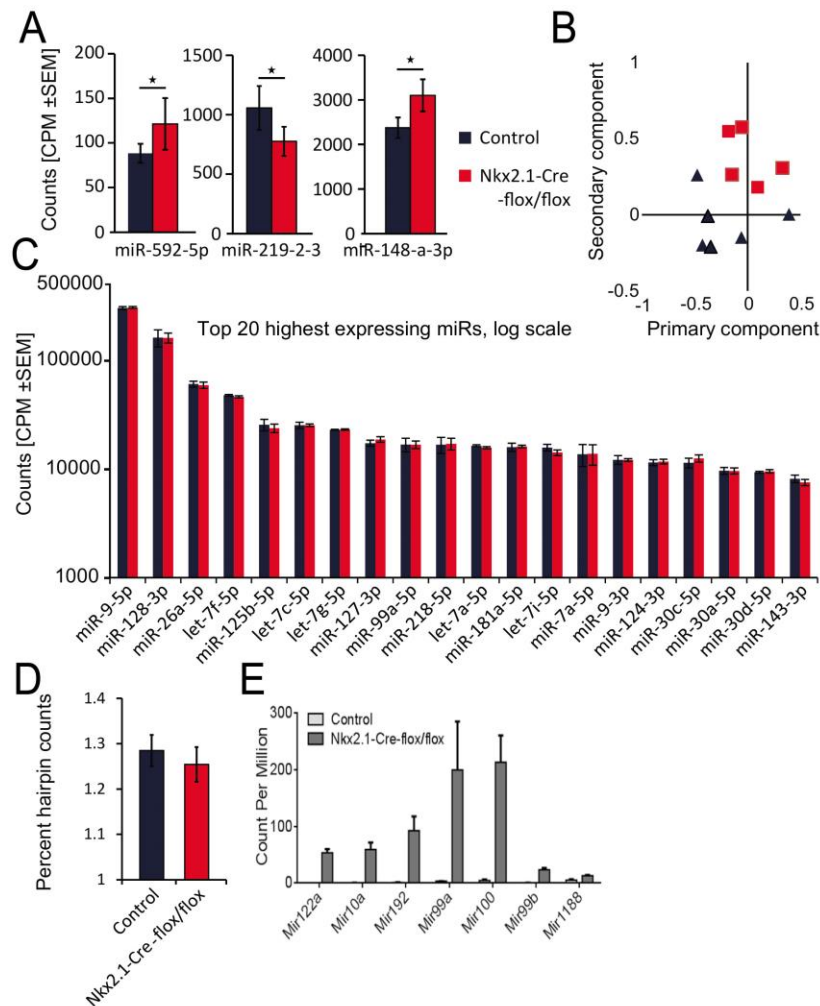 A
B
Counts [CPM ±SEM]
200
150
100
50
0
★
miR-592-5p
1500
1000
500
0
★
miR-219-2-3
4000
3000
2000
1000
0
★
miR-148-a-3p
Control
Nkx2.1-Cre
-flox/flox
Secondary component
1
0.5
0
-0.5
-1
-0.5
0
0.5
Primary component
C
Counts [CPM ±SEM]
500000
100000
10000
1000
Top 20 highest expressing miRs, log scale
miR-9-5p
miR-128-3p
miR-26a-5p
let-7f-5p
miR-125b-5p
let-7c-5p
let-7g-5p
miR-127-3p
miR-99a-5p
miR-218-5p
let-7a-5p
miR-181a-5p
let-7i-5p
miR-7a-5p
miR-9-3p
miR-124-3p
miR-30c-5p
miR-30a-5p
miR-30d-5p
miR-143-3p
D
Percent hairpin counts
1.4
1.3
1.2
1.1
1
Control
Nkx2.1-Cre-flox/flox
E
Count Per Million
300
200
100
0
Control
Nkx2.1-Cre-flox/flox
Mir122a
Mir10a
Mir192
Mir99a
Mir100
Mir99b
Mir1188